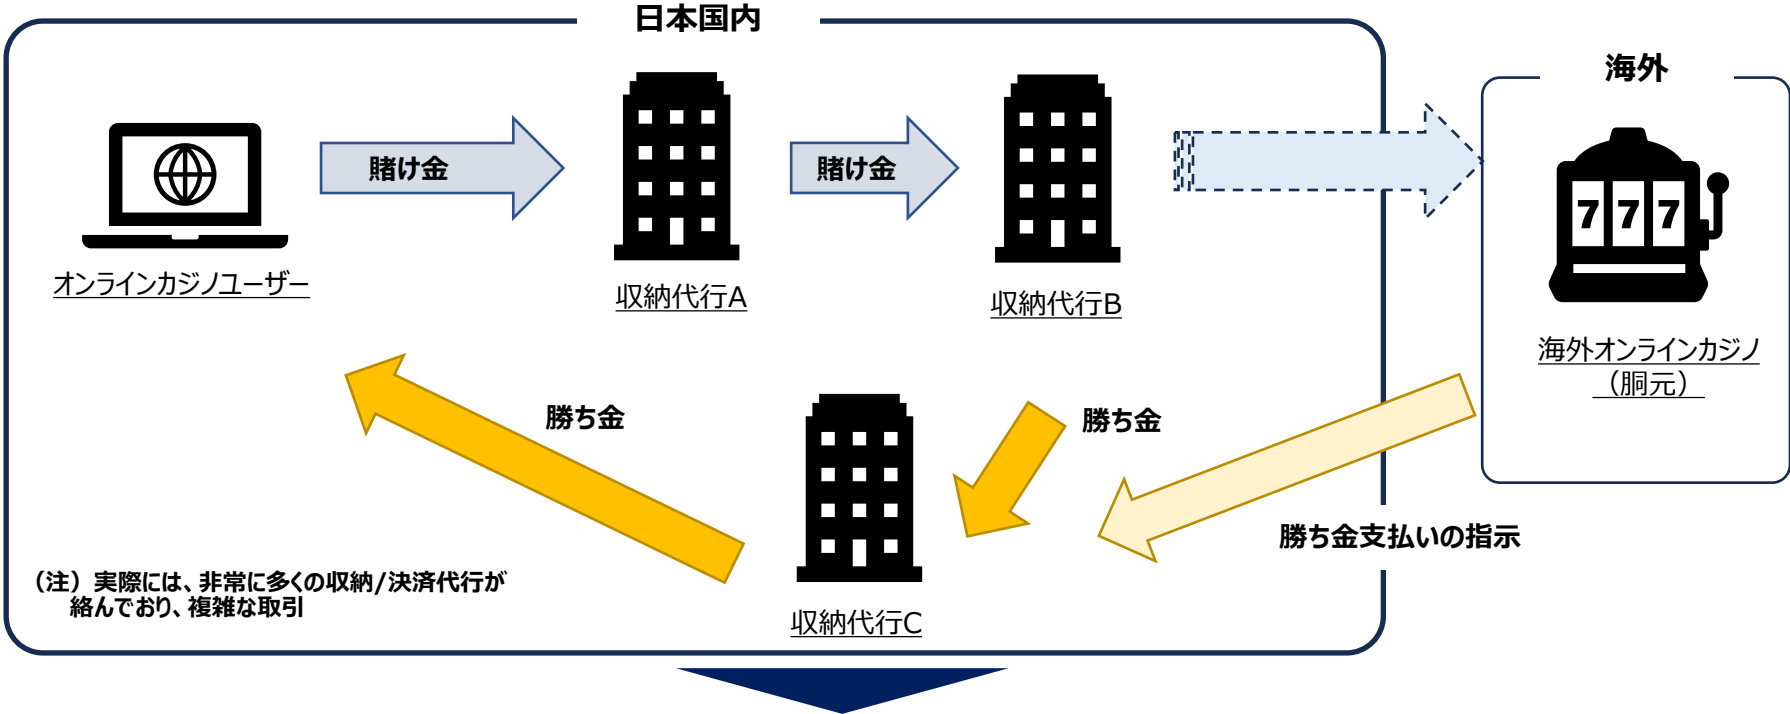 日本国内
海外
賭け金
賭け金
777
オンラインカジノユーザー
収納代行A
収納代行B
海外オンラインカジノ
（胴元）
勝ち金
勝ち金
勝ち金支払いの指示
（注）実際には、非常に多くの収納/決済代行が
絡んでおり、複雑な取引
収納代行C